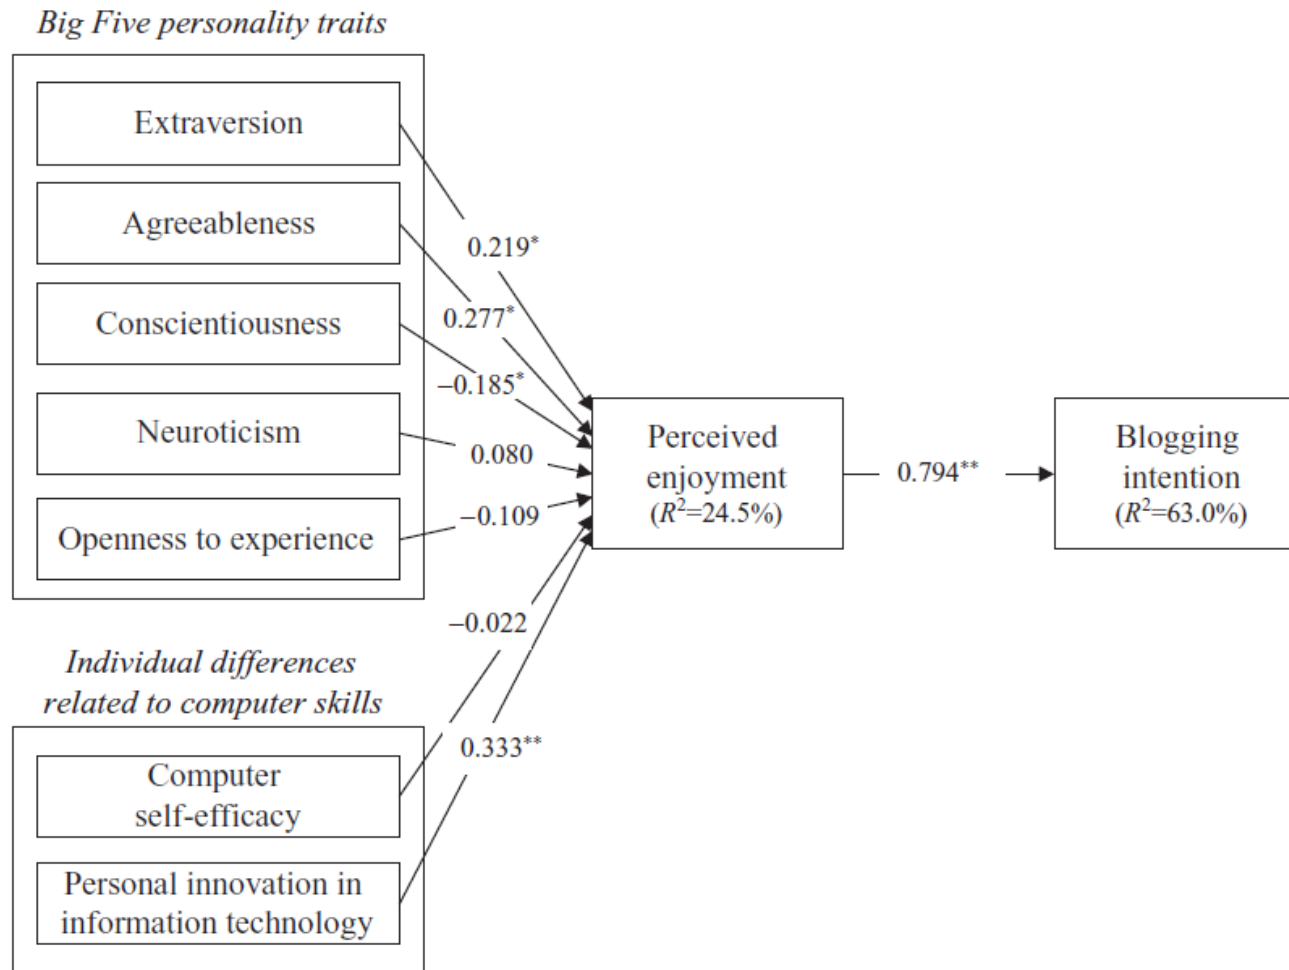 Big Five personality traits
Extraversion
Agreeableness
Conscientiousness
Neuroticism
Openness to experience
0.219*
0.277*
–0.185*
0.080
–0.109
–0.022
0.333**
Perceived
enjoyment
(R²=24.5%)
0.794**
Blogging
intention
(R²=63.0%)
Individual differences
related to computer skills
Computer
self-efficacy
Personal innovation in
information technology